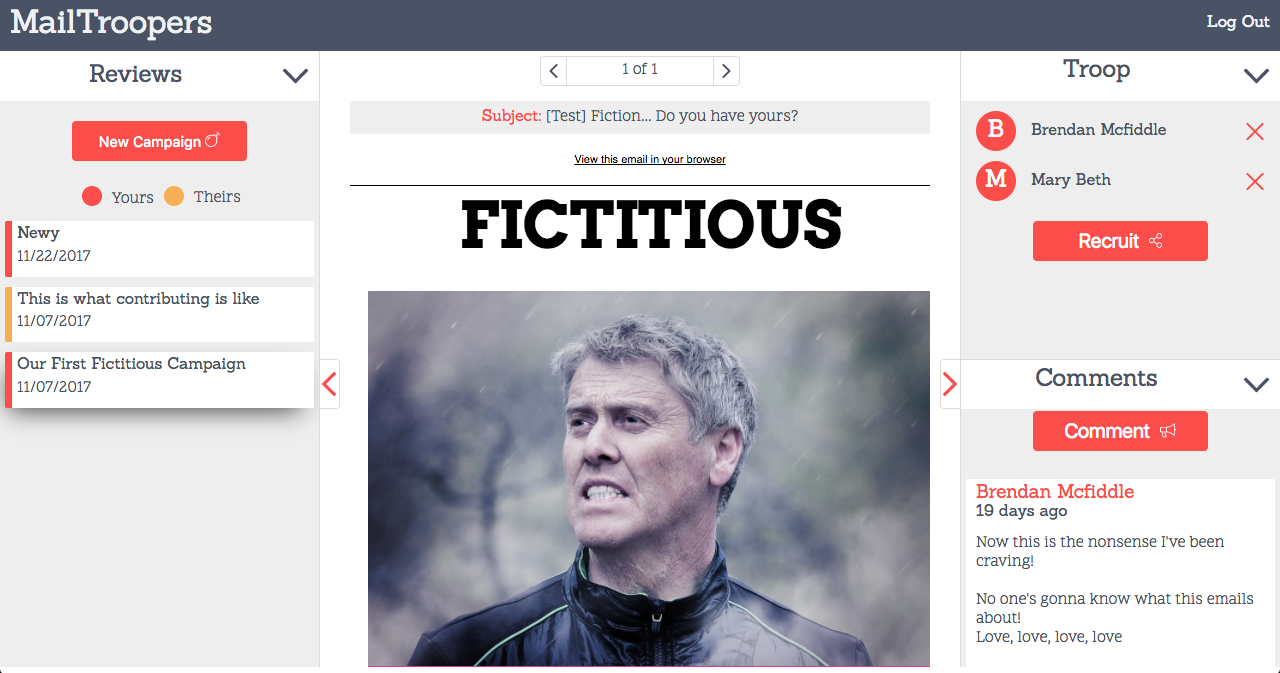 MailTroopers
Log Out
Reviews
New Campaign
Yours
Theirs
Newy
11/22/2017
This is what contributing is like
11/07/2017
Our First Fictitious Campaign
11/07/2017
1 of 1
Subject: [Test] Fiction... Do you have yours?
View this email in your browser
FICTITIOUS
Troop
B
Brendan Mcfiddle
M
Mary Beth
Recruit
Comments
Comment
Brendan Mcfiddle
19 days ago
Now this is the nonsense I've been
craving!
No one's gonna know what this emails
about!
Love, love, love, love